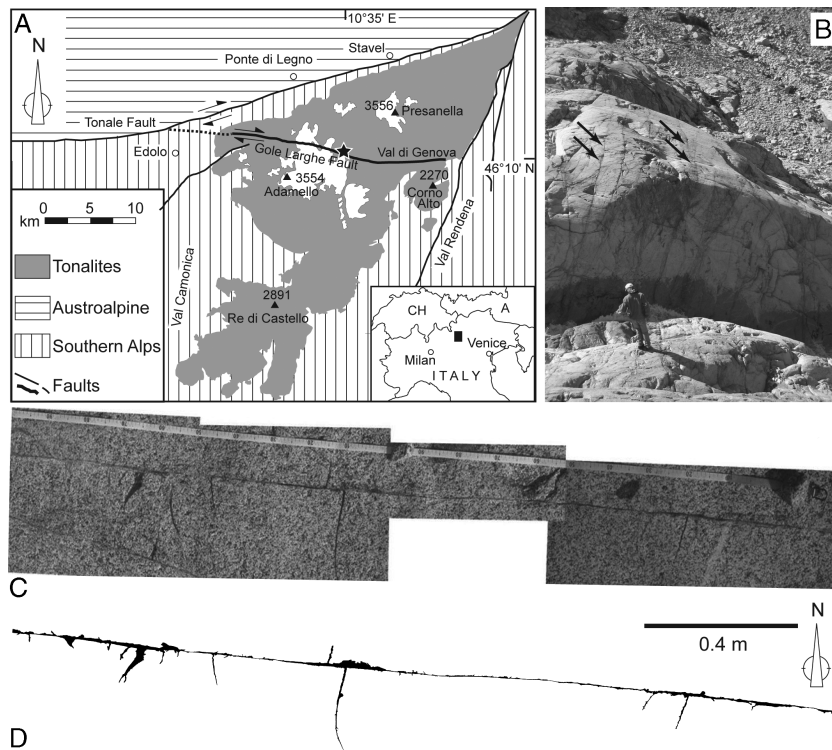 A
10°35' E
N
Stavel
Ponte di Legno
3556
Presanella
Tonale Fault
Edolo
Gole Larghe Fault
Val di Genova
46°10' N
3554
Adamello
2270
Corno
Alto
0 5 10
km
Tonalites
Austroalpine
Southern Alps
Faults
Val Camonica
Val Rendena
2891
Re di Castello
CH
A
Venice
Milan
ITALY
B
C
N
0.4 m
D